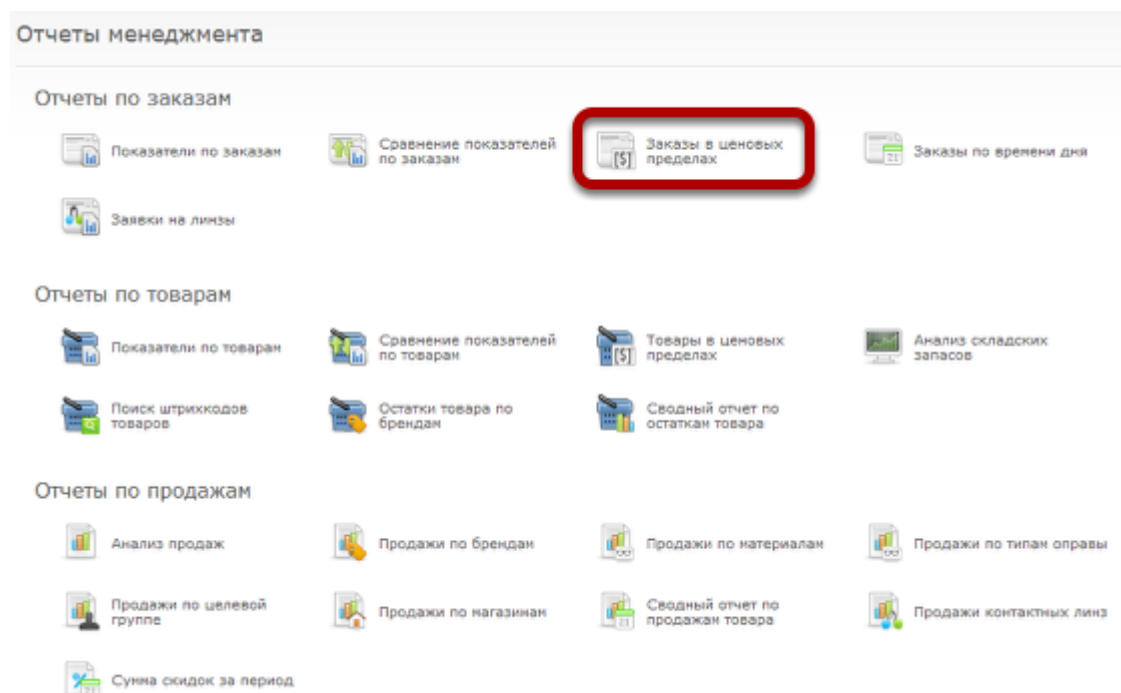 Отчеты менеджмента
Отчеты по заказам
Показатели по заказам
Сравнение показателей
по заказам
[$]
Заказы в ценовых
пределах
21
Заказы по времени дня
Заявки на линзы
Отчеты по товарам
Показатели по товарам
Сравнение показателей
по товарам
[$]
Товары в ценовых
пределах
Анализ складских
запасов
Поиск штрихкодов
товаров
Остатки товара по
брендам
Сводный отчет по
остаткам товара
Отчеты по продажам
Анализ продаж
Продажи по брендам
Продажи по материалам
Продажи по типам оправы
Продажи по целевой
группе
Продажи по магазинам
21
Сводный отчет по
продажам товара
Продажи контактных линз
%
21
Сумма скидок за период